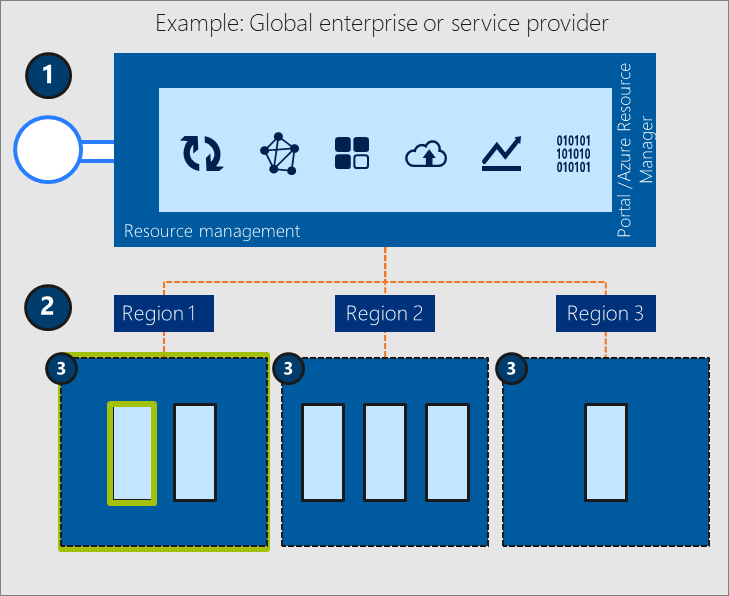 Example: Global enterprise or service provider
1
010101
101010
010101
Portal /Azure Resource
Manager
Resource management
2
Region 1
Region 2
Region 3
3
3
3